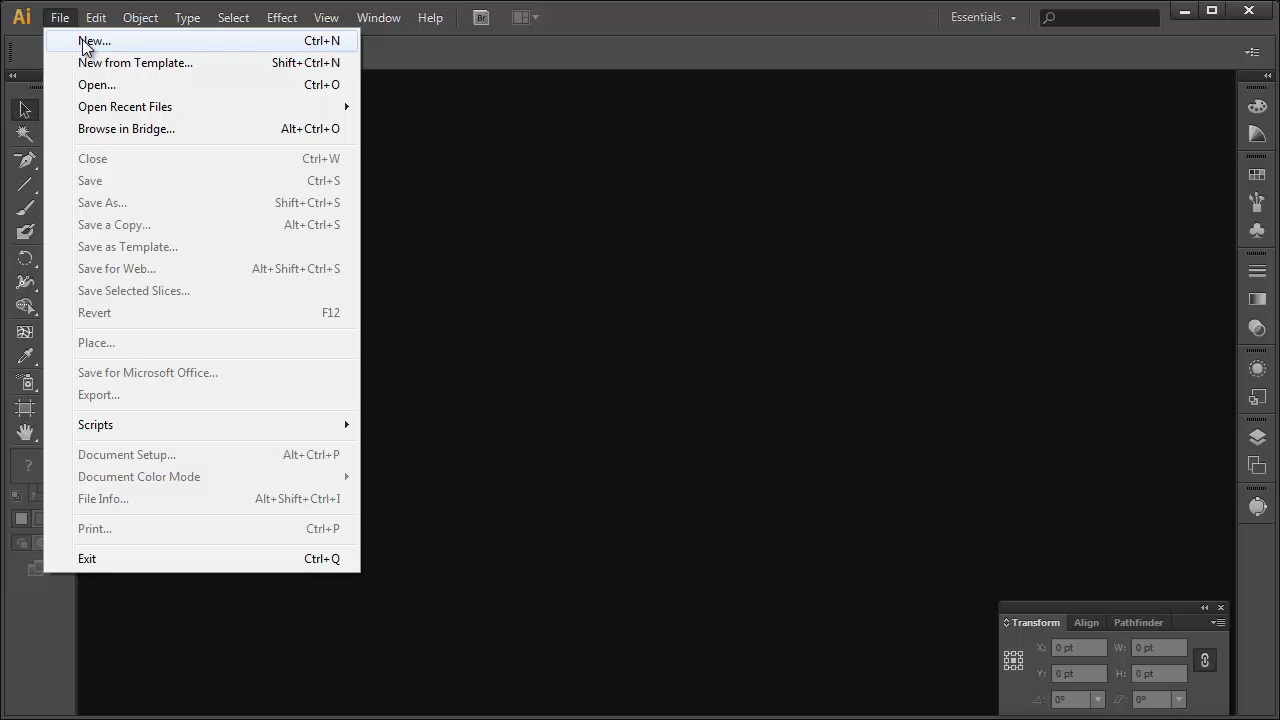 Ai File Edit Object Type Select Effect View Window Help Br Essentials
New... Ctrl+N
New from Template... Shift+Ctrl+N
Open... Ctrl+O
Open Recent Files
Browse in Bridge... Alt+Ctrl+O
Close Ctrl+W
Save Ctrl+S
Save As... Shift+Ctrl+S
Save a Copy... Alt+Ctrl+S
Save as Template...
Save for Web... Alt+Shift+Ctrl+S
Save Selected Slices...
Revert F12
Place...
Save for Microsoft Office...
Export...
Scripts
Document Setup... Alt+Ctrl+P
Document Color Mode
File Info... Alt+Shift+Ctrl+I
Print... Ctrl+P
Exit Ctrl+Q
Transform Align Pathfinder
X: 0 pt W: 0 pt
Y: 0 pt H: 0 pt
0° 0°